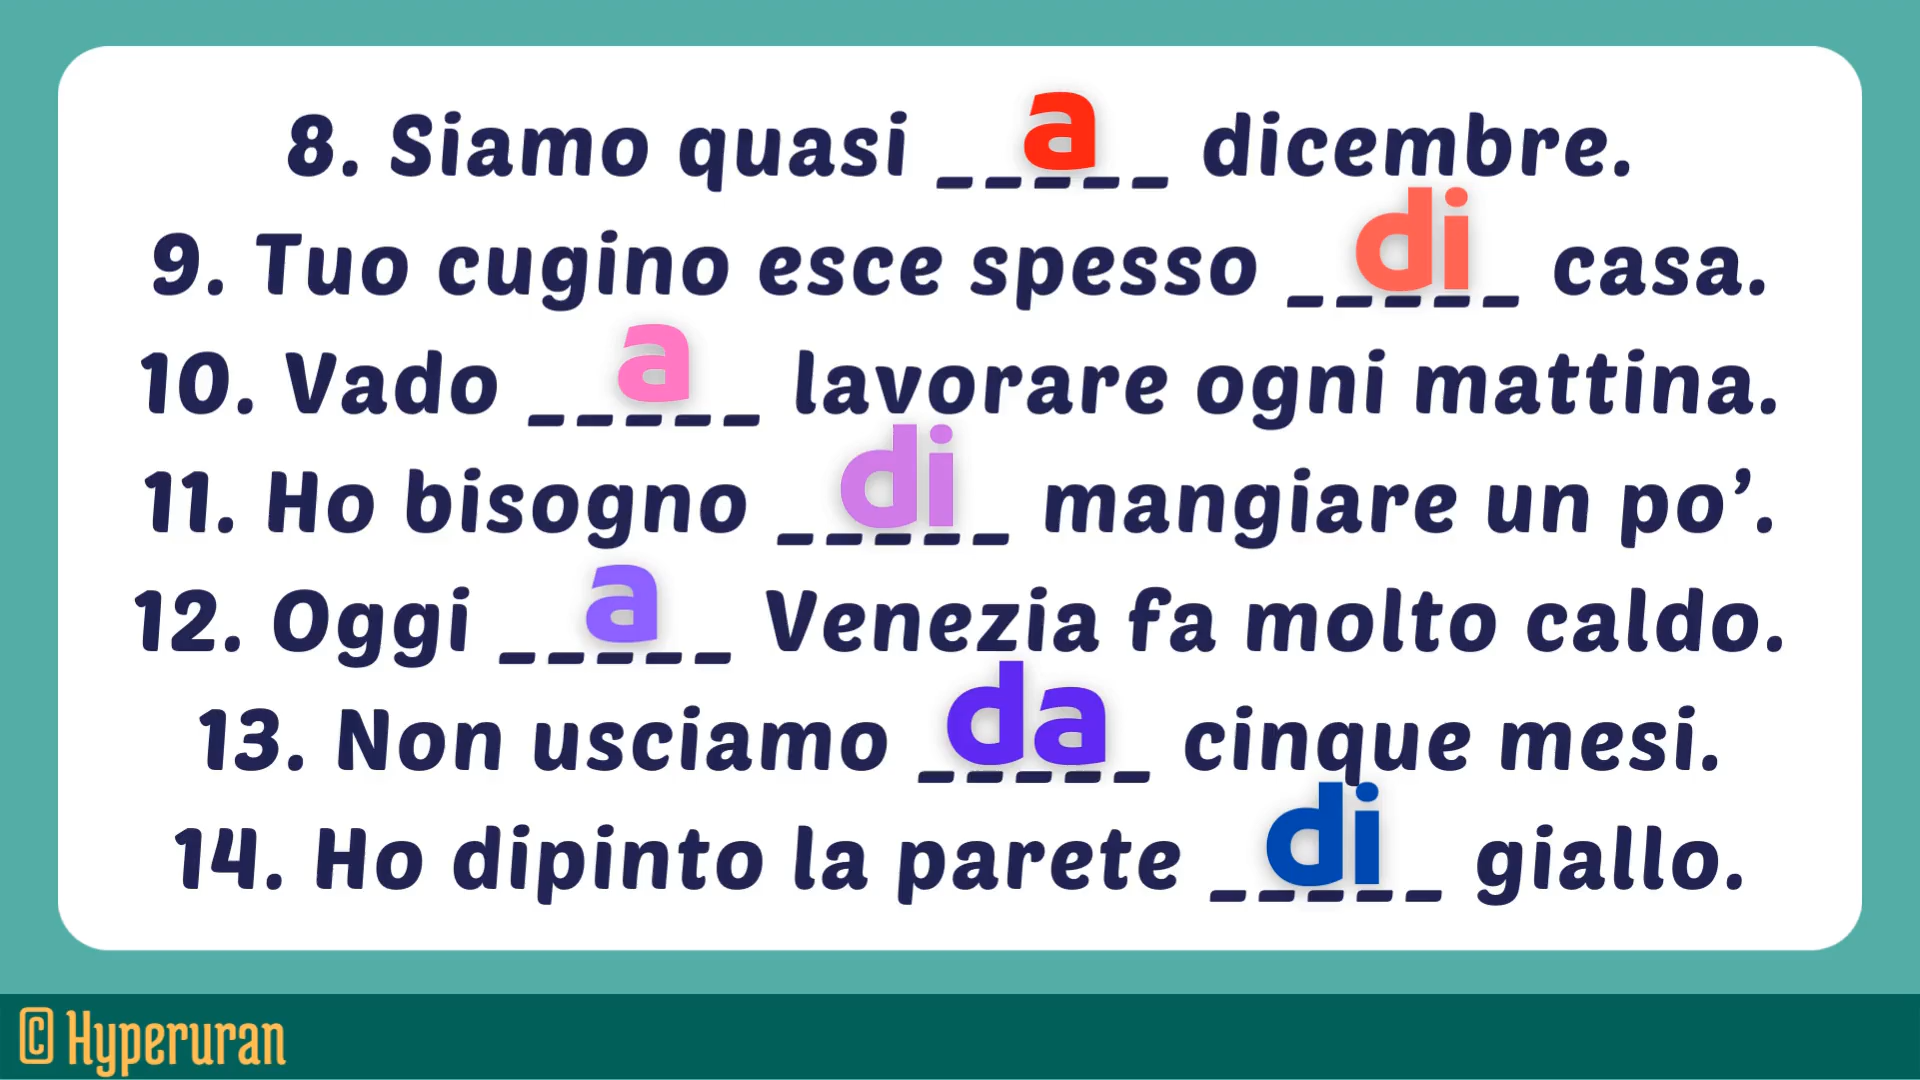 8. Siamo quasi __a__ dicembre.
9. Tuo cugino esce spesso __di__ casa.
10. Vado __a__ lavorare ogni mattina.
11. Ho bisogno __di__ mangiare un po’.
12. Oggi __a__ Venezia fa molto caldo.
13. Non usciamo __da__ cinque mesi.
14. Ho dipinto la parete __di__ giallo.
© Hyperuran